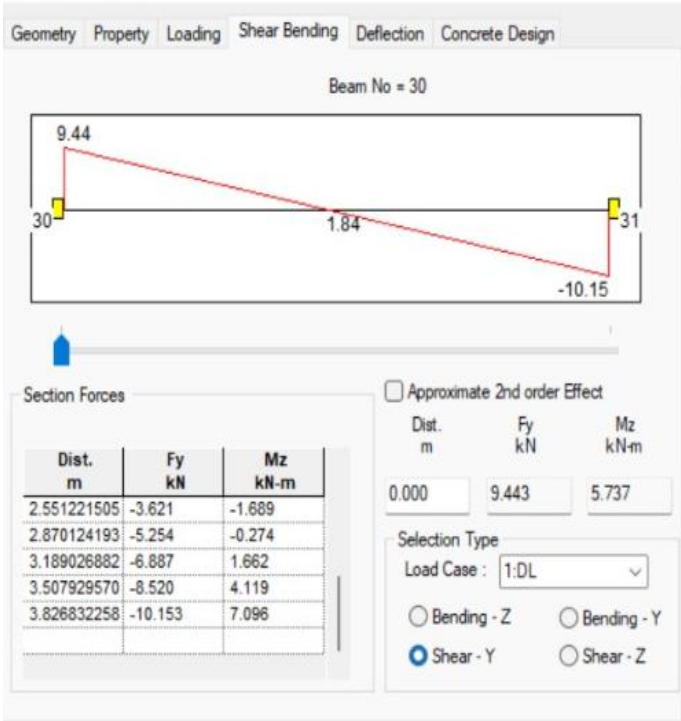 Geometry Property Loading Shear Bending Deflection Concrete Design
Beam No = 30
9.44
30 1.84 31
-10.15
Section Forces
Dist. Fy Mz
m kN kN-m
2.551221505 -3.621 -1.689
2.870124193 -5.254 -0.274
3.189026882 -6.887 1.662
3.507929570 -8.520 4.119
3.826832258 -10.153 7.096
Approximate 2nd order Effect
Dist. Fy Mz
m kN kN-m
0.000 9.443 5.737
Selection Type
Load Case : 1:DL
Bending - Z Bending - Y
Shear - Y Shear - Z